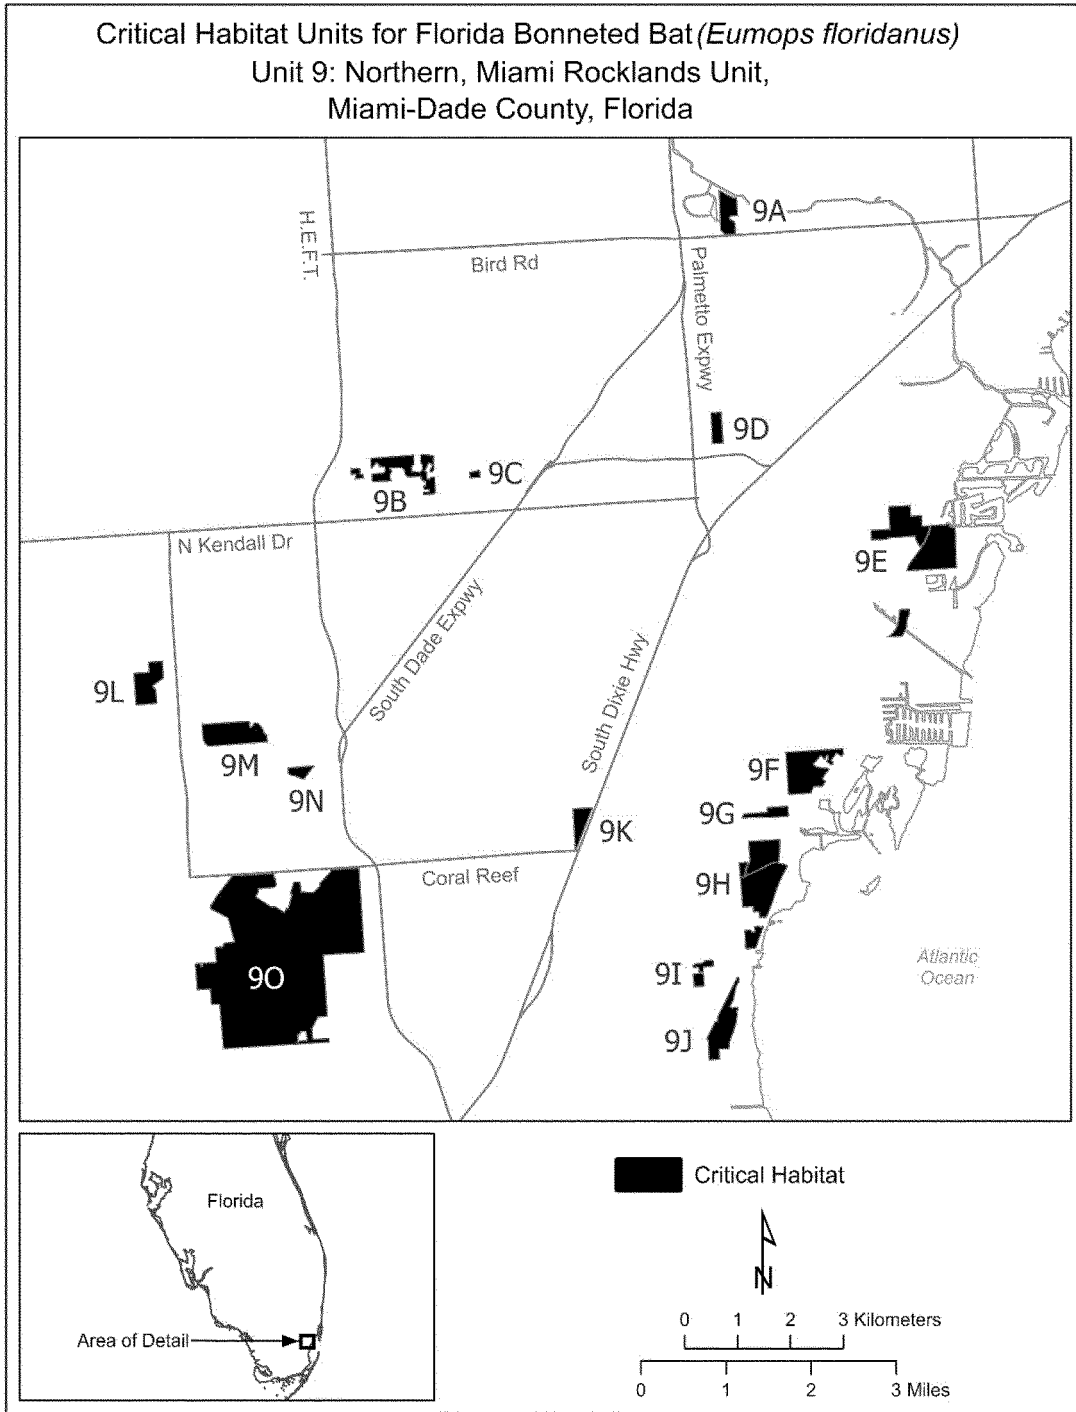 Critical Habitat Units for Florida Bonneted Bat (Eumops floridanus)
Unit 9: Northern, Miami Rocklands Unit,
Miami-Dade County, Florida
9A
H.E.F.T.
Bird Rd
Palmetto Expwy
9D
9B
9C
N Kendall Dr
9E
South Dade Expwy
South Dixie Hwy
9L
9M
9N
9F
9G
9K
Coral Reef
9H
9I
Atlantic
Ocean
9O
9J
Florida
Area of Detail
Critical Habitat
N
0 1 2 3 Kilometers
0 1 2 3 Miles